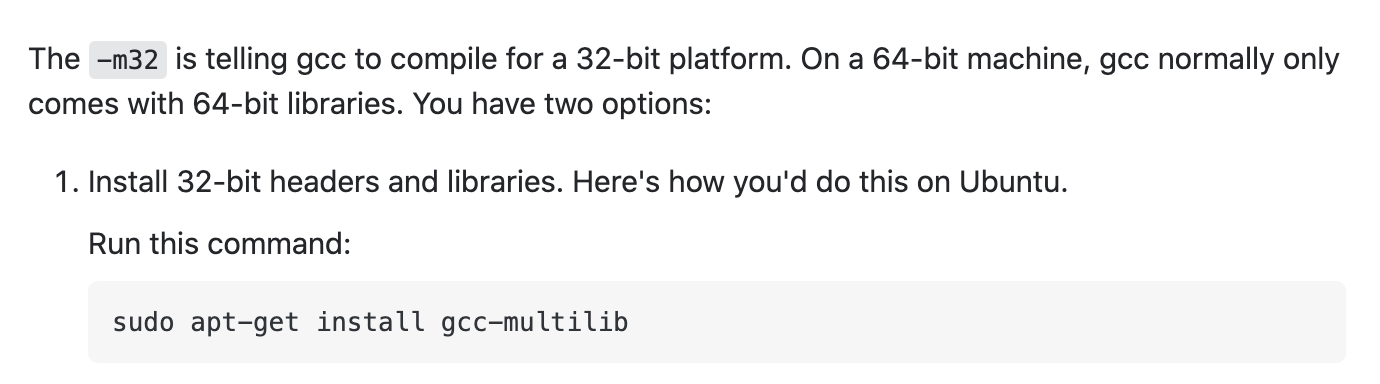 The -m32 is telling gcc to compile for a 32-bit platform. On a 64-bit machine, gcc normally only
comes with 64-bit libraries. You have two options:
1. Install 32-bit headers and libraries. Here's how you'd do this on Ubuntu.
Run this command:
sudo apt-get install gcc-multilib